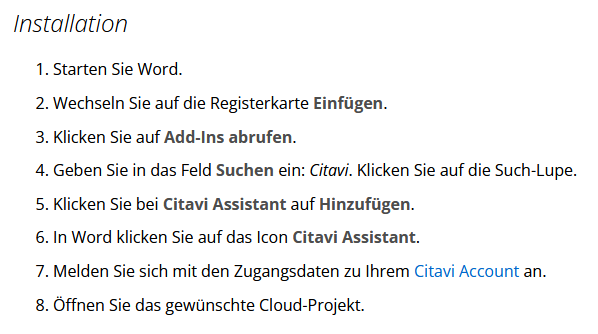 Installation
1. Starten Sie Word.
2. Wechseln Sie auf die Registerkarte Einfügen.
3. Klicken Sie auf Add-Ins abrufen.
4. Geben Sie in das Feld Suchen ein: Citavi. Klicken Sie auf die Such-Lupe.
5. Klicken Sie bei Citavi Assistant auf Hinzufügen.
6. In Word klicken Sie auf das Icon Citavi Assistant.
7. Melden Sie sich mit den Zugangsdaten zu Ihrem Citavi Account an.
8. Öffnen Sie das gewünschte Cloud-Projekt.